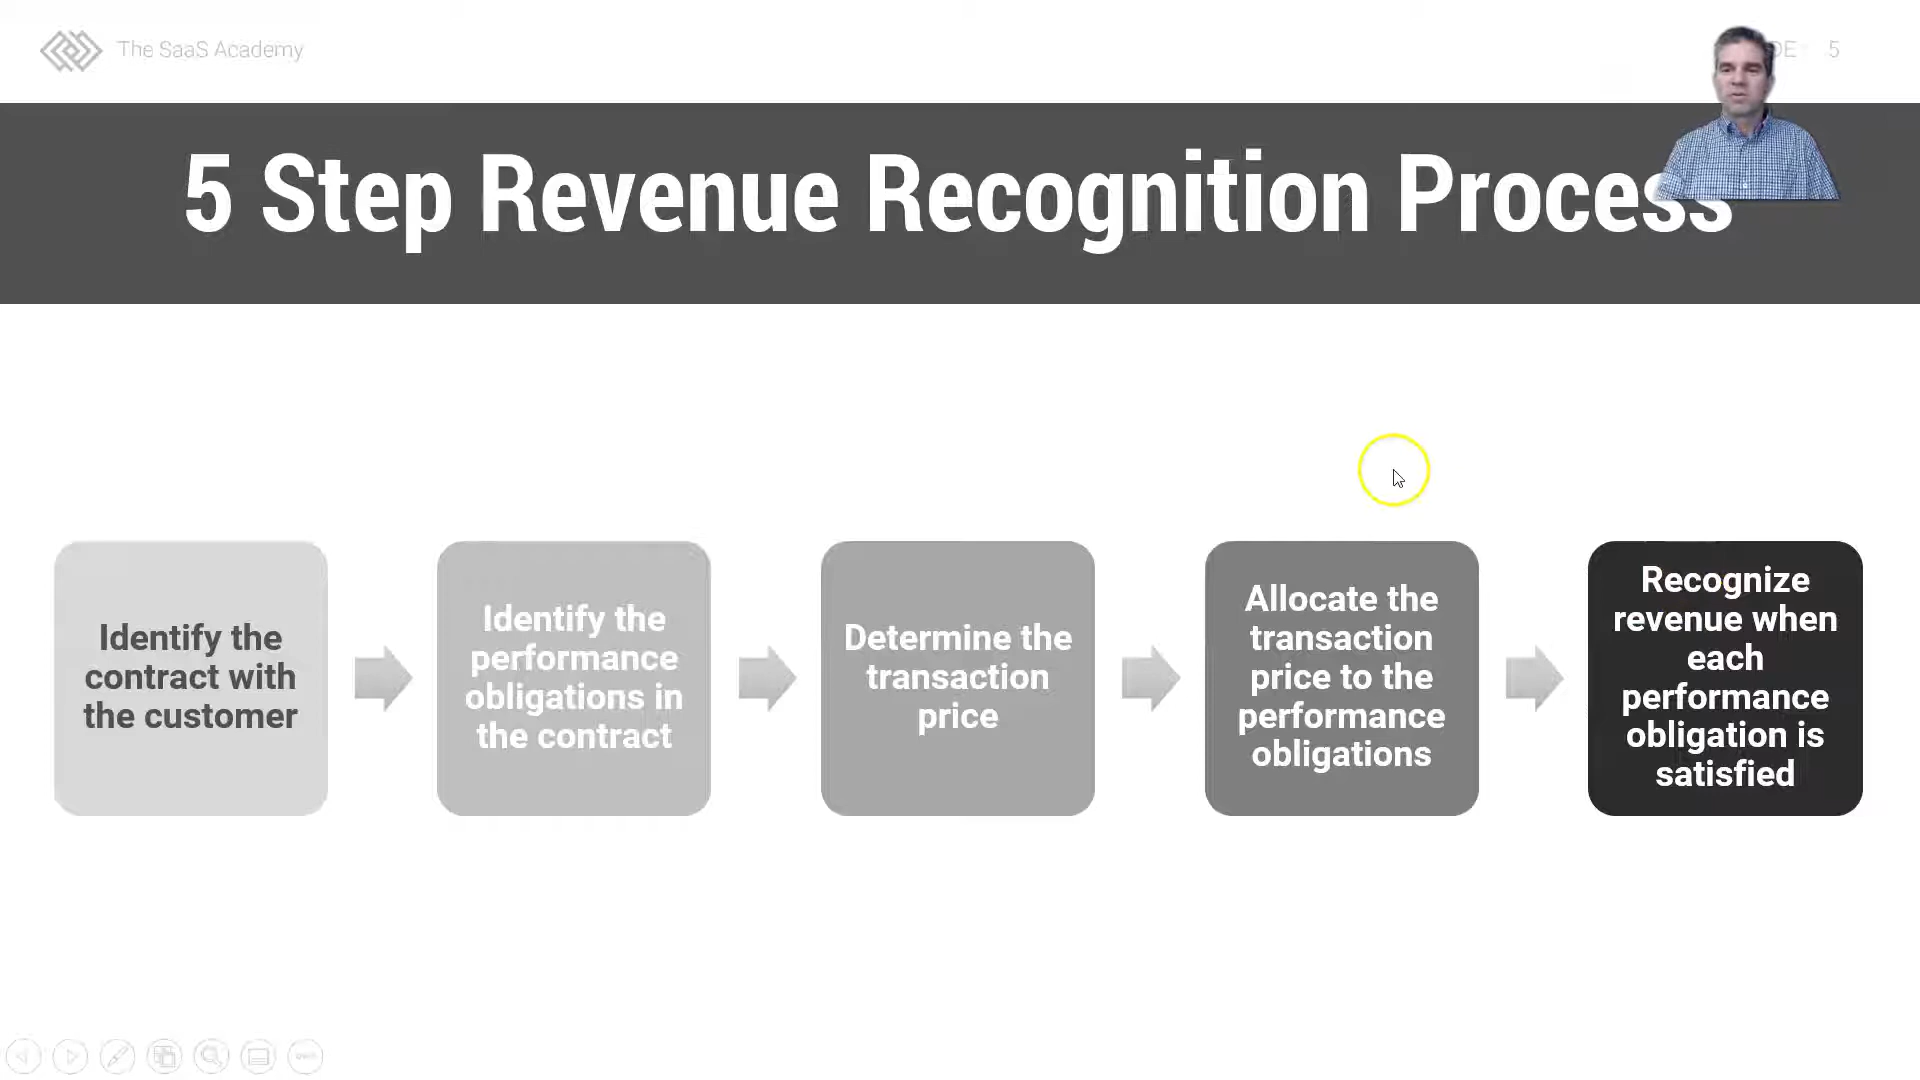 The SaaS Academy
5
5 Step Revenue Recognition Process
Identify the
contract with
the customer
Identify the
performance
obligations in
the contract
Determine the
transaction
price
Allocate the
transaction
price to the
performance
obligations
Recognize
revenue when
each
performance
obligation is
satisfied